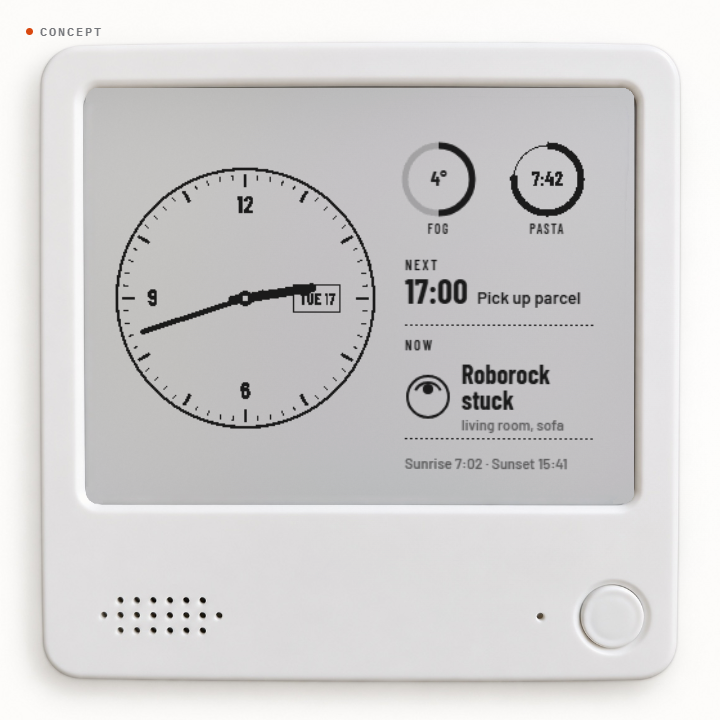 CONCEPT
12
9
6
TUE 17
4°
FOG
7:42
PASTA
NEXT
17:00 Pick up parcel
NOW
Roborock
stuck
living room, sofa
Sunrise 7:02 · Sunset 15:41